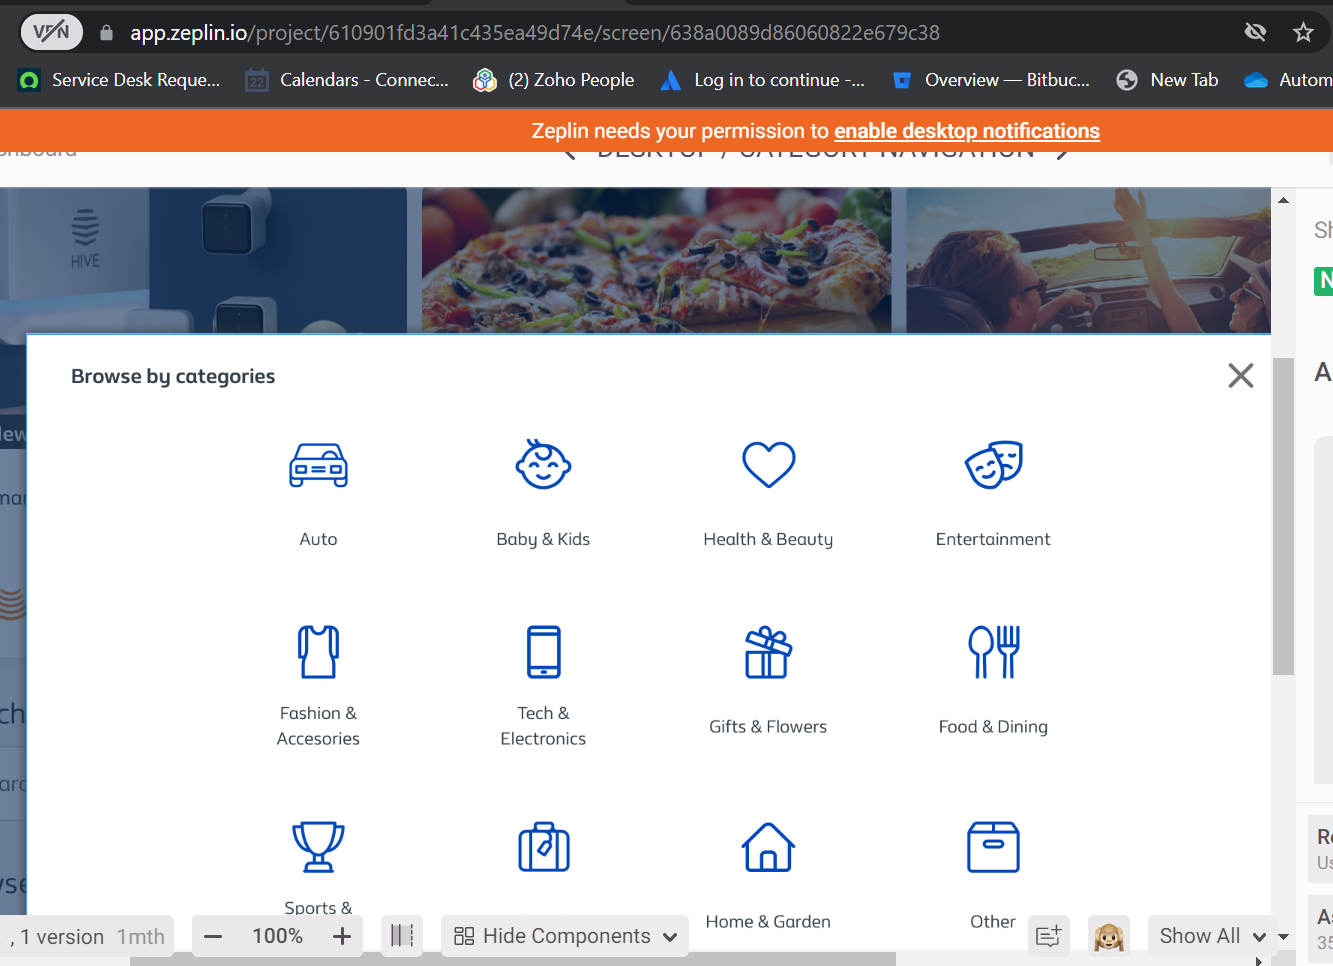 VPN
app.zeplin.io/project/610901fd3a41c435ea49d74e/screen/638a0089d86060822e679c38
Service Desk Reque...
22
Calendars - Connec...
(2) Zoho People
Log in to continue -...
Overview — Bitbuc...
New Tab
Autom
Zeplin needs your permission to enable desktop notifications
DESKTOP / CATEGORY NAVIGATION
HIVE
Browse by categories
Auto
Baby & Kids
Health & Beauty
Entertainment
Fashion &
Accesories
Tech &
Electronics
Gifts & Flowers
Food & Dining
Sports &
Home & Garden
Other
, 1 version 1mth
100%
Hide Components
Show All